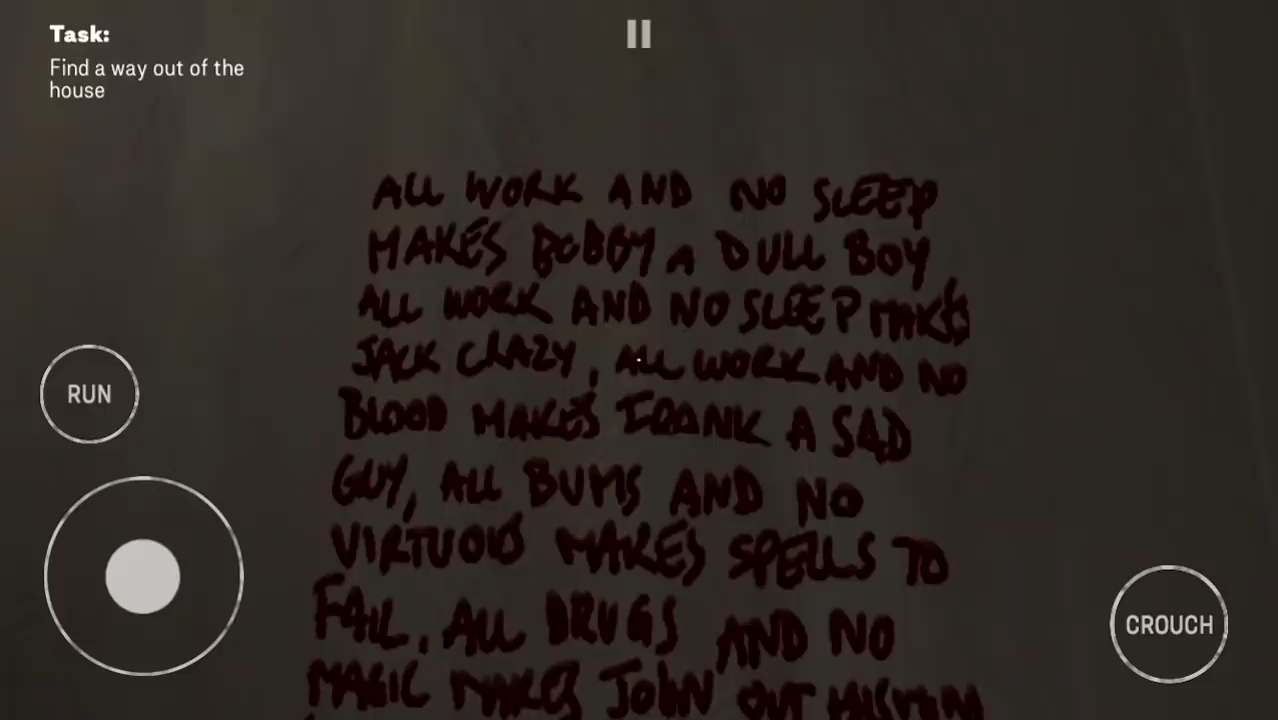 Task:
Find a way out of the
house
ALL WORK AND NO SLEEP
MAKES BOBBY A DULL BOY
ALL WORK AND NO SLEEP MAKES
JACK CRAZY, ALL WORK AND NO
BLOOD MAKES FRANK A SAD
GUY, ALL BUMS AND NO
VIRTUOUS MAKES SPELLS TO
FAIL, ALL DRUGS AND NO
MAGIC MAKES JOHN OUT
RUN
CROUCH